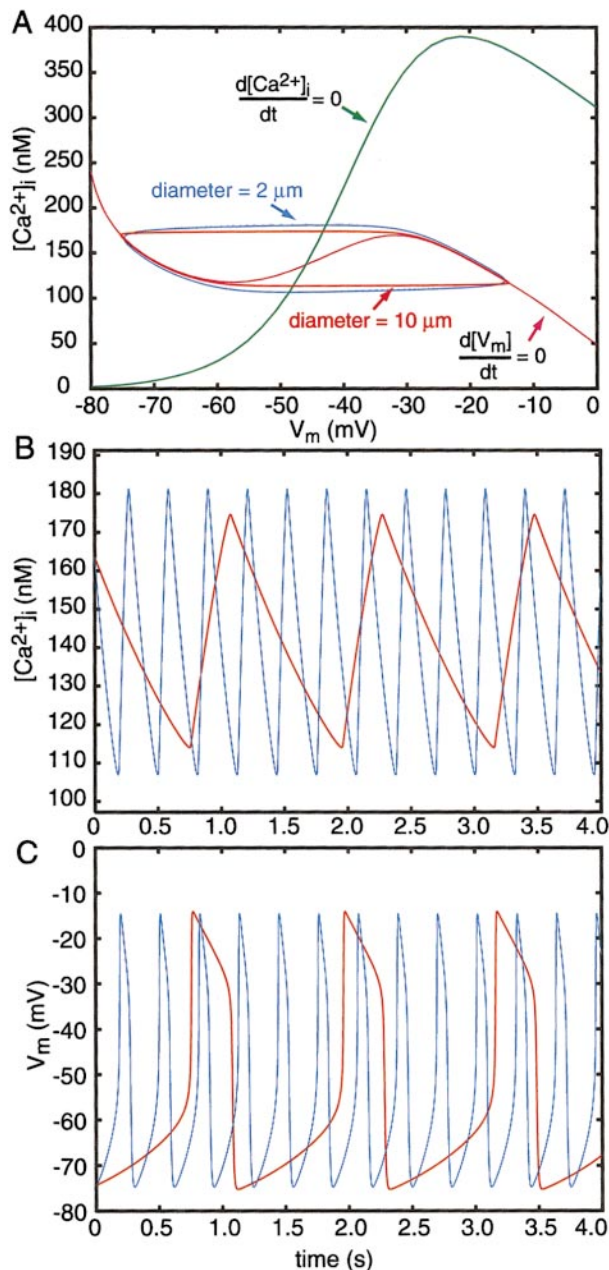 A
400
350
300
250
200
150
100
50
0
[Ca2+]i (nM)
d[Ca2+]i
dt
= 0
diameter = 2 μm
diameter = 10 μm
d[Vm]
dt
= 0
-80 -70 -60 -50 -40 -30 -20 -10 0
Vm (mV)
B
190
180
170
160
150
140
130
120
110
100
[Ca2+]i (nM)
0 0.5 1.0 1.5 2.0 2.5 3.0 3.5 4.0
C
0
-10
-20
-30
-40
-50
-60
-70
-80
Vm (mV)
0 0.5 1.0 1.5 2.0 2.5 3.0 3.5 4.0
time (s)